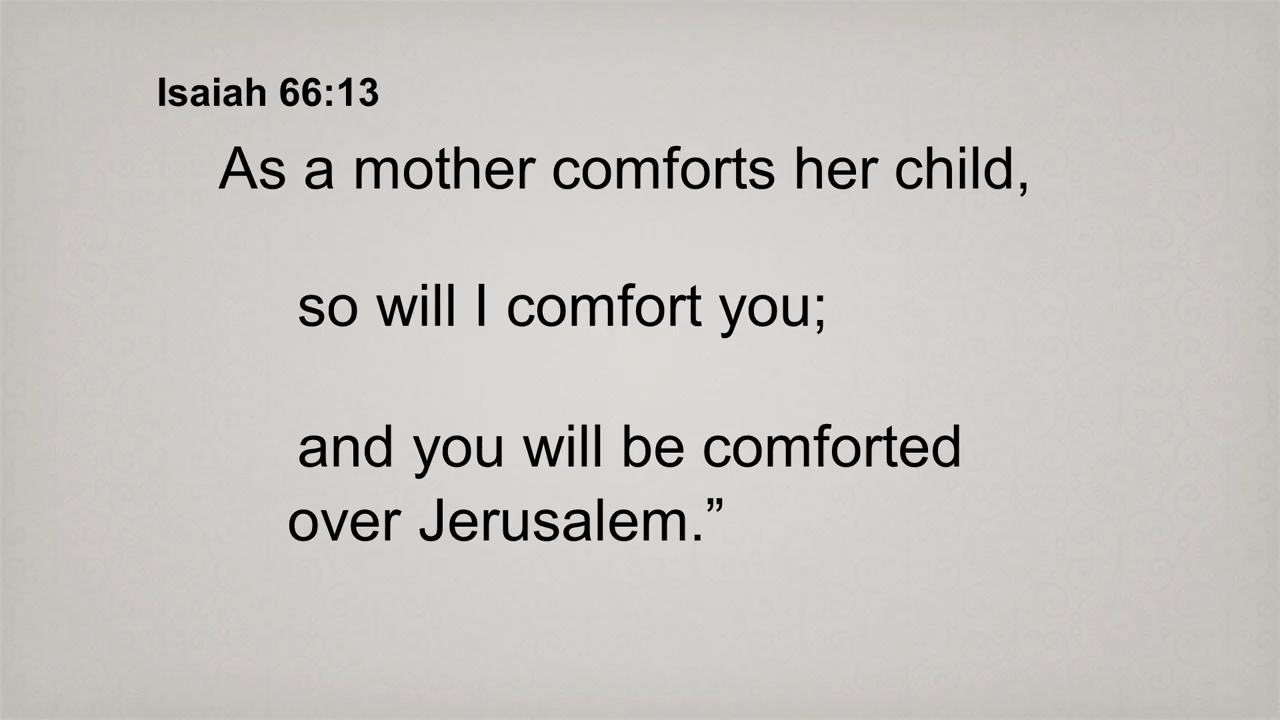 Isaiah 66:13
As a mother comforts her child,
so will I comfort you;
and you will be comforted
over Jerusalem.”